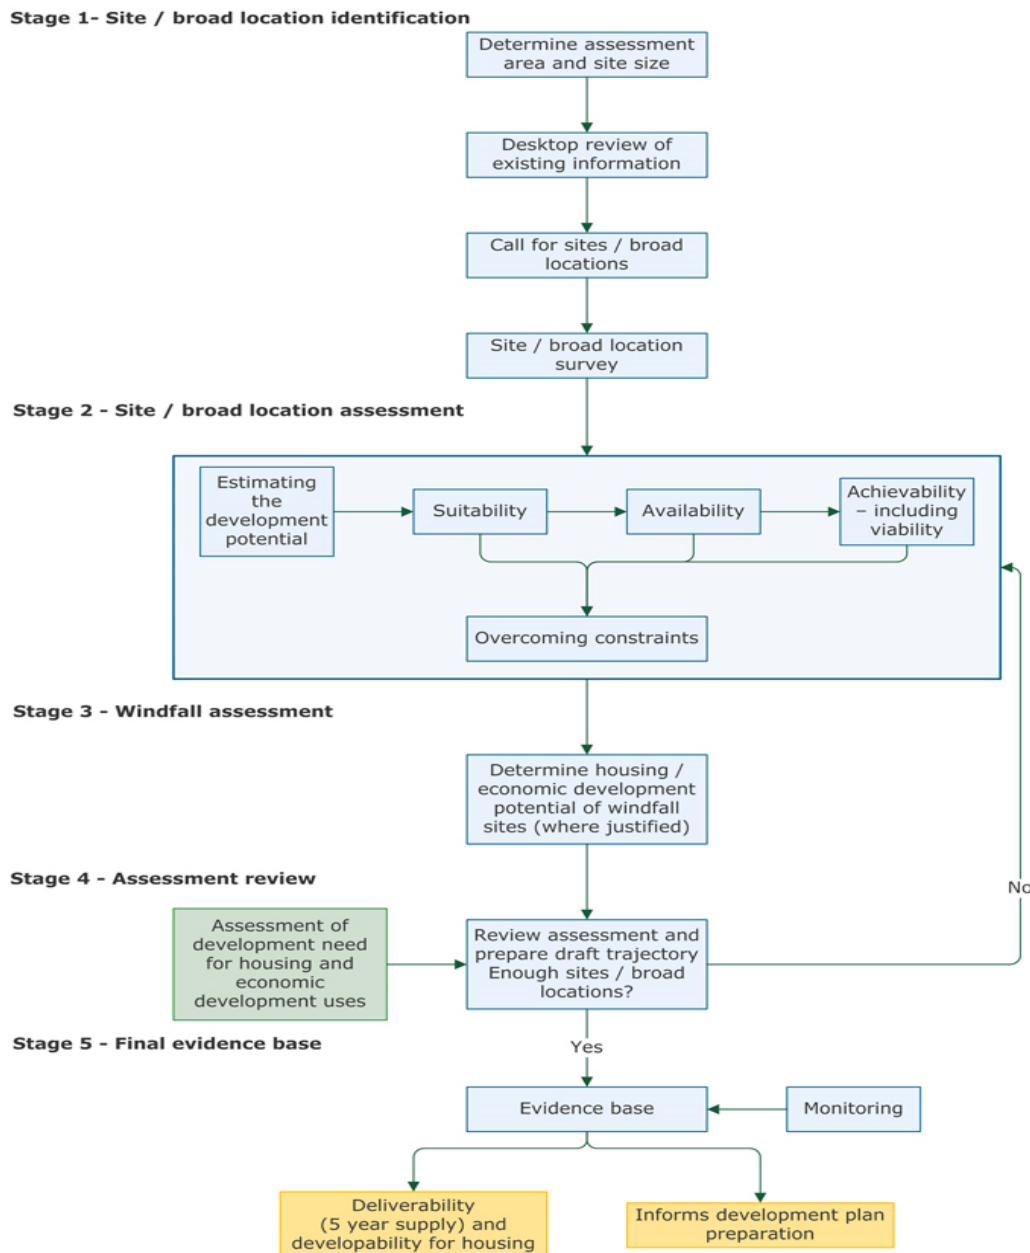 Stage 1- Site / broad location identification
Determine assessment
area and site size
Desktop review of
existing information
Call for sites / broad
locations
Site / broad location
survey
Stage 2 - Site / broad location assessment
Estimating
the
development
potential
Suitability
Availability
Achievability
– including
viability
Overcoming constraints
Stage 3 - Windfall assessment
Determine housing /
economic development
potential of windfall
sites (where justified)
Stage 4 - Assessment review
No
Assessment of
development need
for housing and
economic
development uses
Review assessment and
prepare draft trajectory
Enough sites / broad
locations?
Stage 5 - Final evidence base
Yes
Evidence base
Monitoring
Deliverability
(5 year supply) and
developability for housing
Informs development plan
preparation